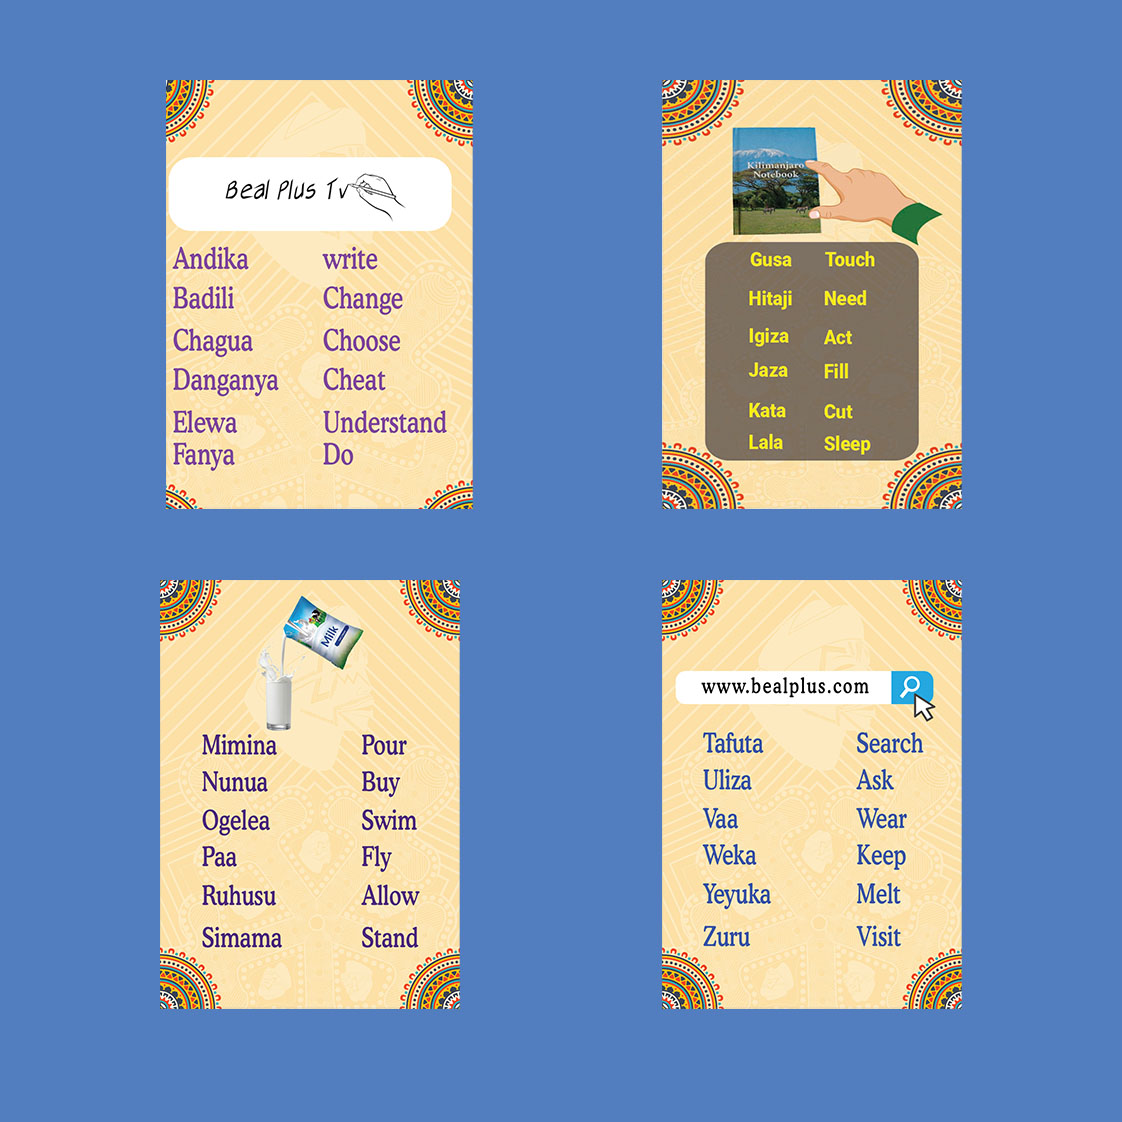 Beal Plus Tv
Andika write
Badili Change
Chagua Choose
Danganya Cheat
Elewa Understand
Fanya Do
Kilimanjaro
Notebook
Gusa Touch
Hitaji Need
Igiza Act
Jaza Fill
Kata Cut
Lala Sleep
Milk
Mimina Pour
Nunua Buy
Ogelea Swim
Paa Fly
Ruhusu Allow
Simama Stand
www.bealplus.com
Tafuta Search
Uliza Ask
Vaa Wear
Weka Keep
Yeyuka Melt
Zuru Visit